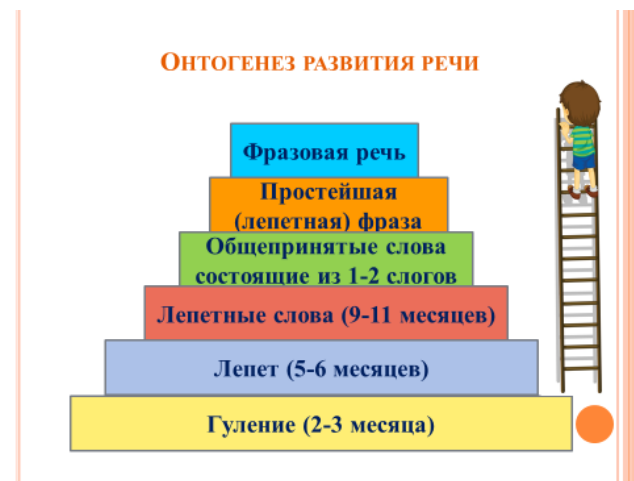 Онтогенез развития речи
Фразовая речь
Простейшая
(лепетная) фраза
Общепринятые слова
состоящие из 1-2 слогов
Лепетные слова (9-11 месяцев)
Лепет (5-6 месяцев)
Гуление (2-3 месяца)